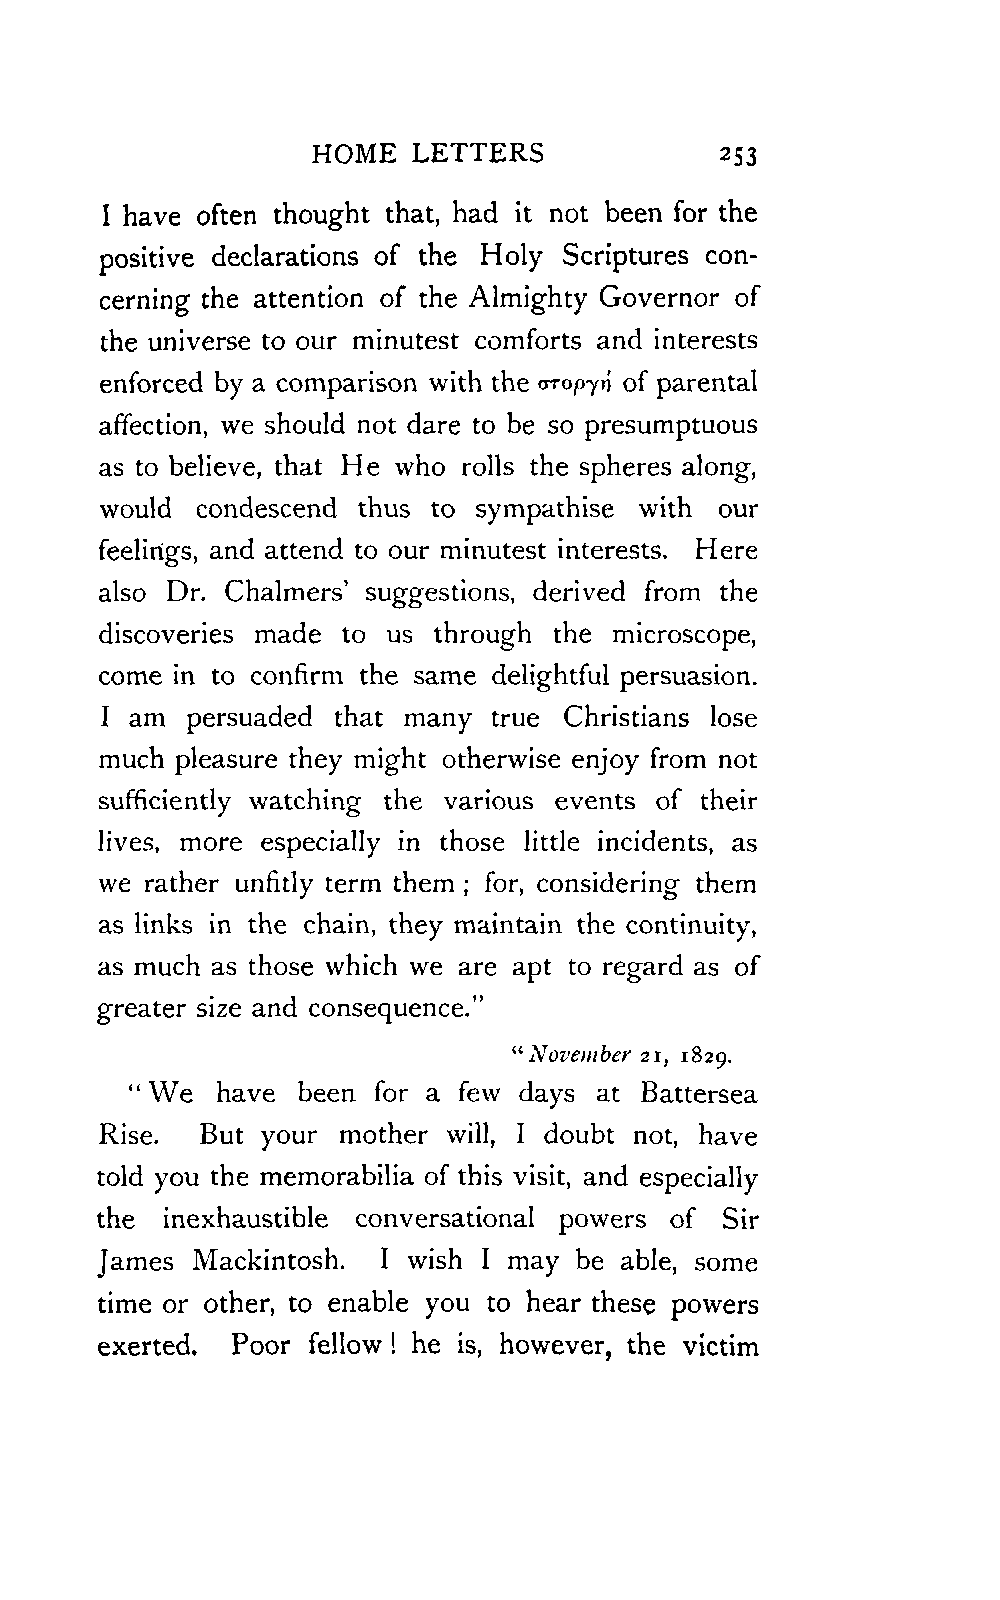 HOME LETTERS 253
I have often thought that, had it not been for the
positive declarations of the Holy Scriptures con-
cerning the attention of the Almighty Governor of
the universe to our minutest comforts and interests
enforced by a comparison with the στοργή of parental
affection, we should not dare to be so presumptuous
as to believe, that He who rolls the spheres along,
would condescend thus to sympathise with our
feelings, and attend to our minutest interests. Here
also Dr. Chalmers' suggestions, derived from the
discoveries made to us through the microscope,
come in to confirm the same delightful persuasion.
I am persuaded that many true Christians lose
much pleasure they might otherwise enjoy from not
sufficiently watching the various events of their
lives, more especially in those little incidents, as
we rather unfitly term them ; for, considering them
as links in the chain, they maintain the continuity,
as much as those which we are apt to regard as of
greater size and consequence."
"November 21, 1829.
"We have been for a few days at Battersea
Rise. But your mother will, I doubt not, have
told you the memorabilia of this visit, and especially
the inexhaustible conversational powers of Sir
James Mackintosh. I wish I may be able, some
time or other, to enable you to hear these powers
exerted. Poor fellow ! he is, however, the victim